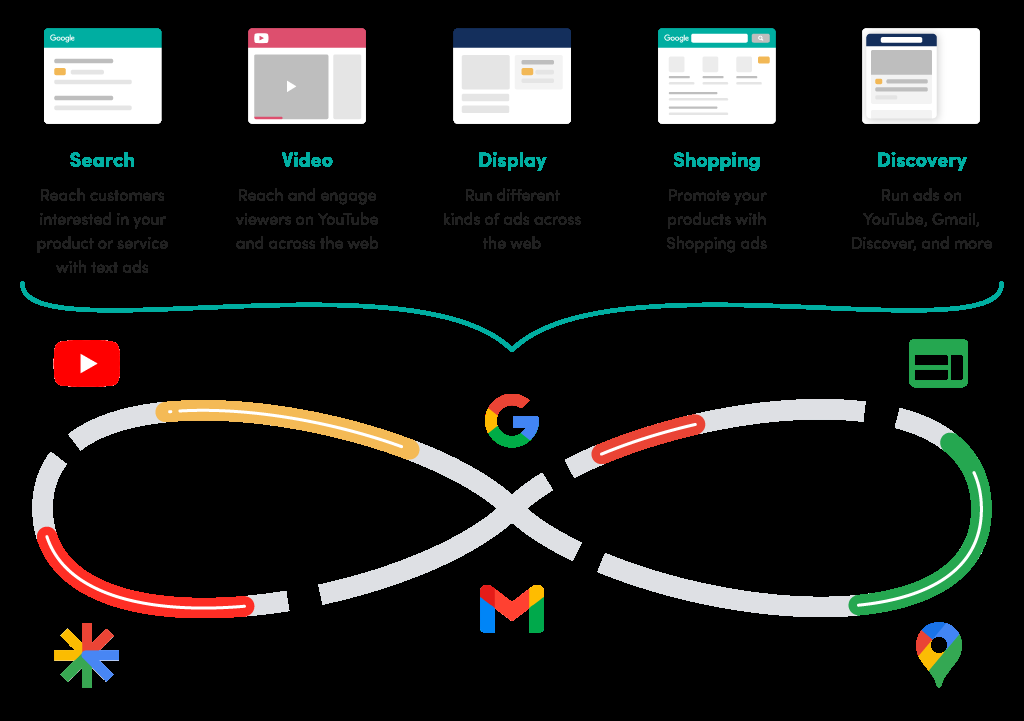 Google
Google
Search
Reach customers
interested in your
product or service
with text ads
Video
Reach and engage
viewers on YouTube
and across the web
Display
Run different
kinds of ads across
the web
Shopping
Promote your
products with
Shopping ads
Discovery
Run ads on
YouTube, Gmail,
Discover, and more